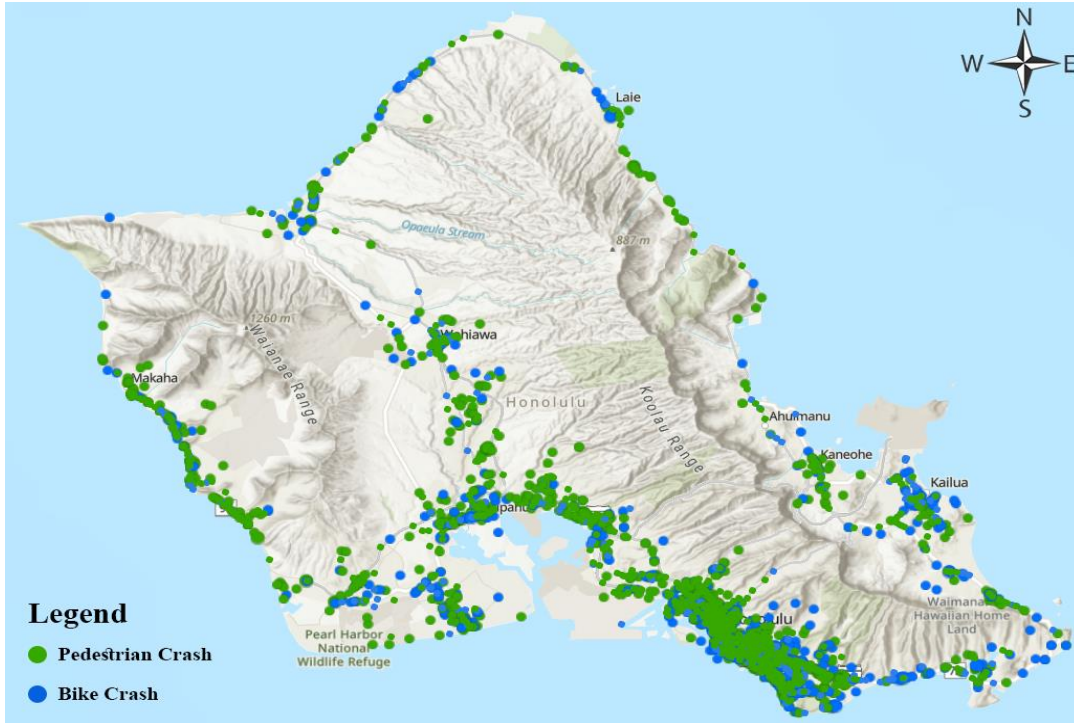 N
W
E
S
Laie
Opaeula Stream
887 m
1260 m
Wahiawa
Waianae Range
Makaha
Honolulu
Koolau Range
Ahuimanu
Kaneohe
Kailua
Waimana
Hawaiian Home
Land
Pearl Harbor
National
Wildlife Refuge
Legend
Pedestrian Crash
Bike Crash